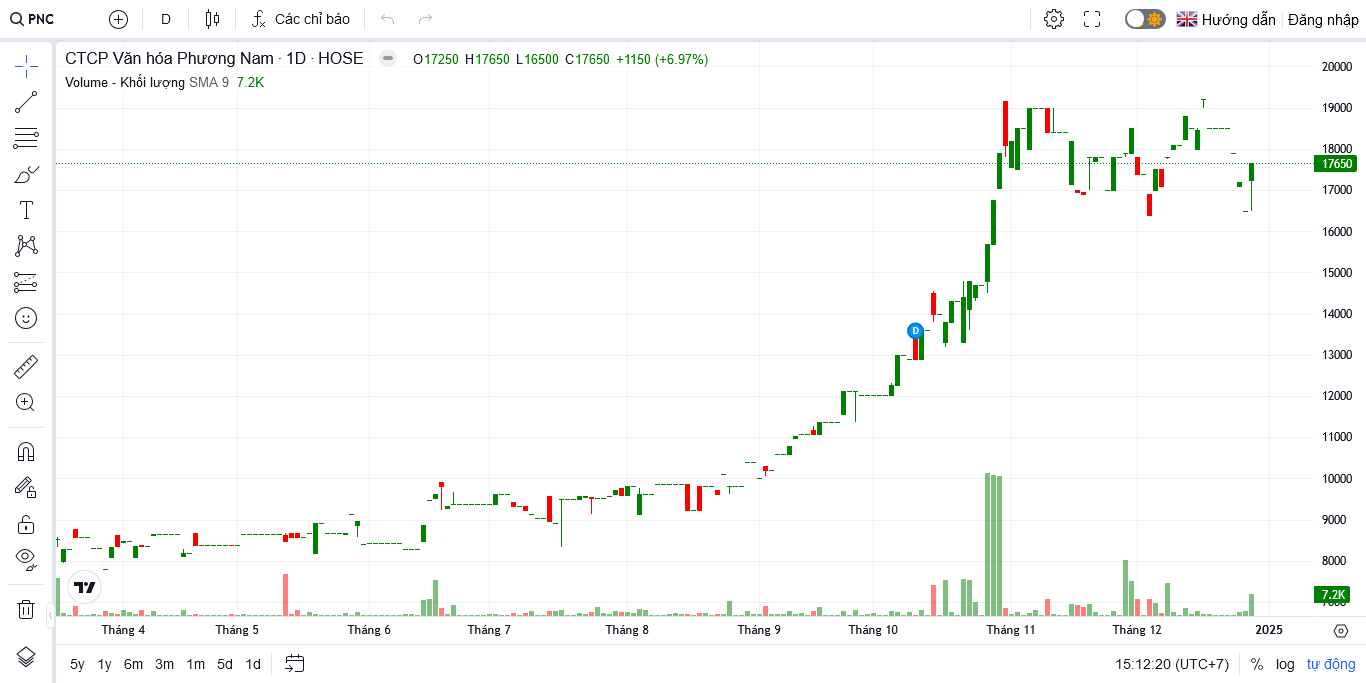 PNC D Các chỉ báo Hướng dẫn Đăng nhập
CTCP Văn hóa Phương Nam · 1D · HOSE O17250 H17650 L16500 C17650 +1150 (+6.97%)
Volume - Khối lượng SMA 9 7.2K
20000
19000
18000
17650
17000
16000
15000
14000
D
13000
12000
11000
10000
9000
8000
7.2K
Tháng 4 Tháng 5 Tháng 6 Tháng 7 Tháng 8 Tháng 9 Tháng 10 Tháng 11 Tháng 12 2025
5y 1y 6m 3m 1m 5d 1d 15:12:20 (UTC+7) % log tự động